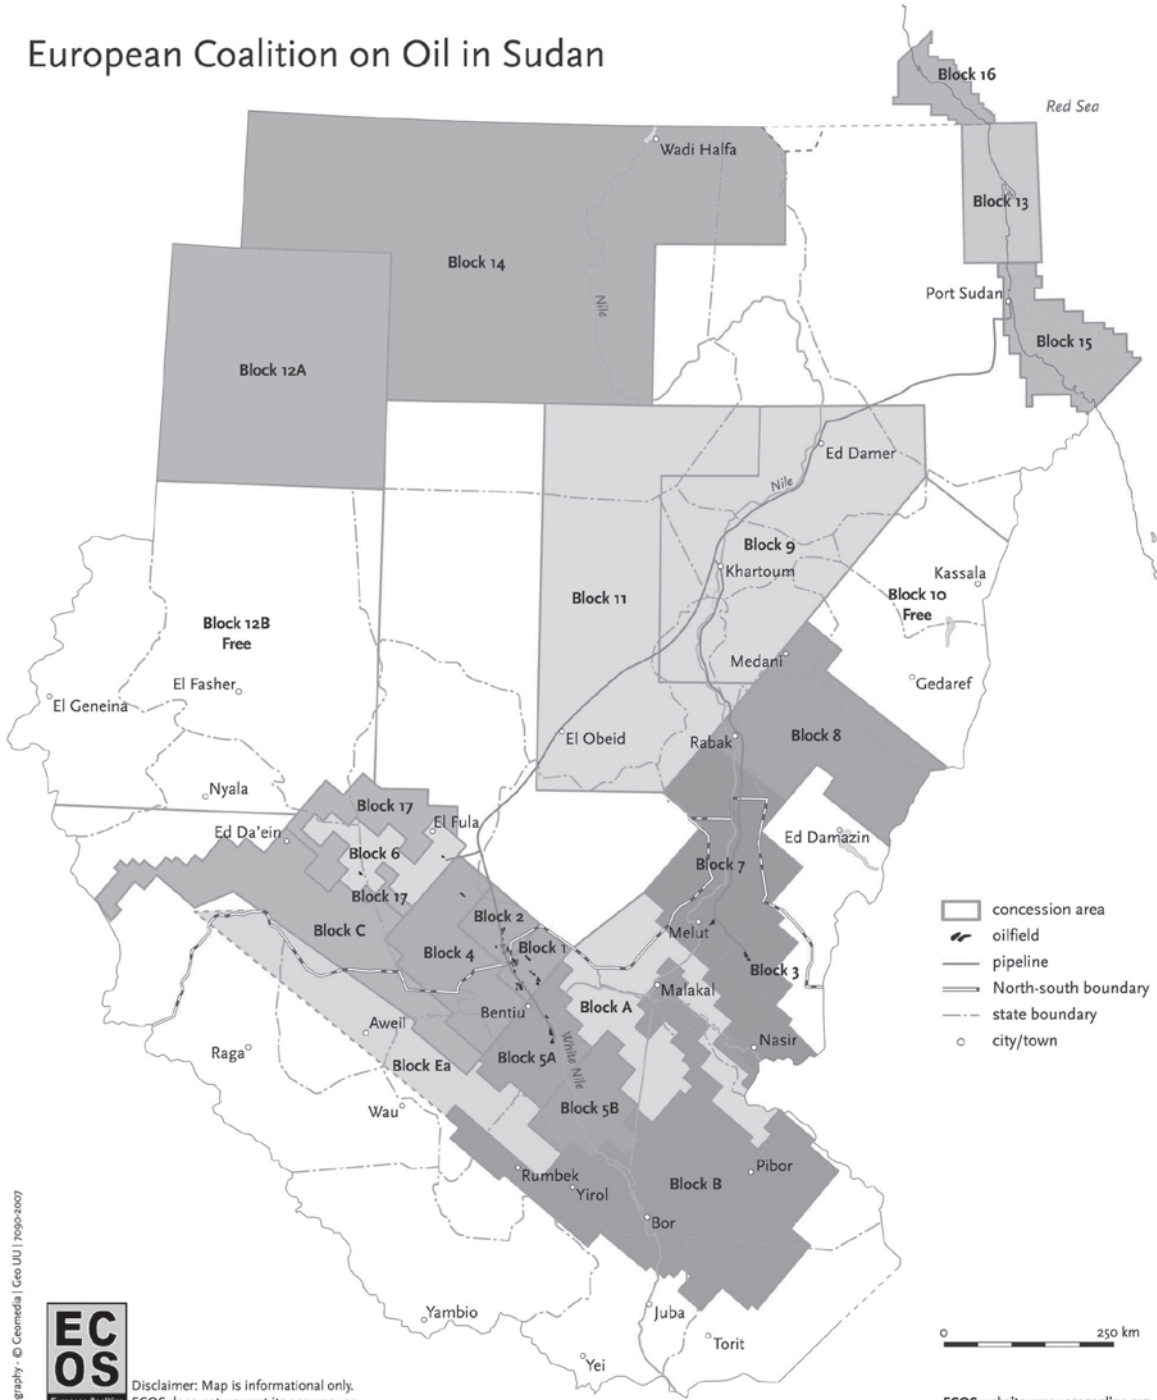 European Coalition on Oil in Sudan
Block 16
Red Sea
Wadi Halfa
Block 13
Block 14
Nile
Port Sudan
Block 15
Block 12A
Ed Damer
Nile
Block 9
Khartoum
Kassala
Block 10
Free
Block 11
Block 12B
Free
Medani
El Fasher
Gedaref
El Geneina
El Obeid
Rabak
Block 8
Nyala
Block 17
El Fula
Ed Da'ein
Ed Damazin
Block 6
Block 7
Block 17
Block 2
Block C
Melut
Block 1
Block 4
Block 3
Malakal
Bentiu
Block A
Aweil
Nasir
Raga
Block 5A
White Nile
Block Ea
Block 5B
Wau
Pibor
Rumbek
Block B
Yirol
Bor
Yambio
Juba
Torit
Yei
concession area
oilfield
pipeline
North-south boundary
state boundary
city/town
0 250 km
graphy - © Geomedia | Geo UU | 7090-2007
EC
OS
Disclaimer: Map is informational only.